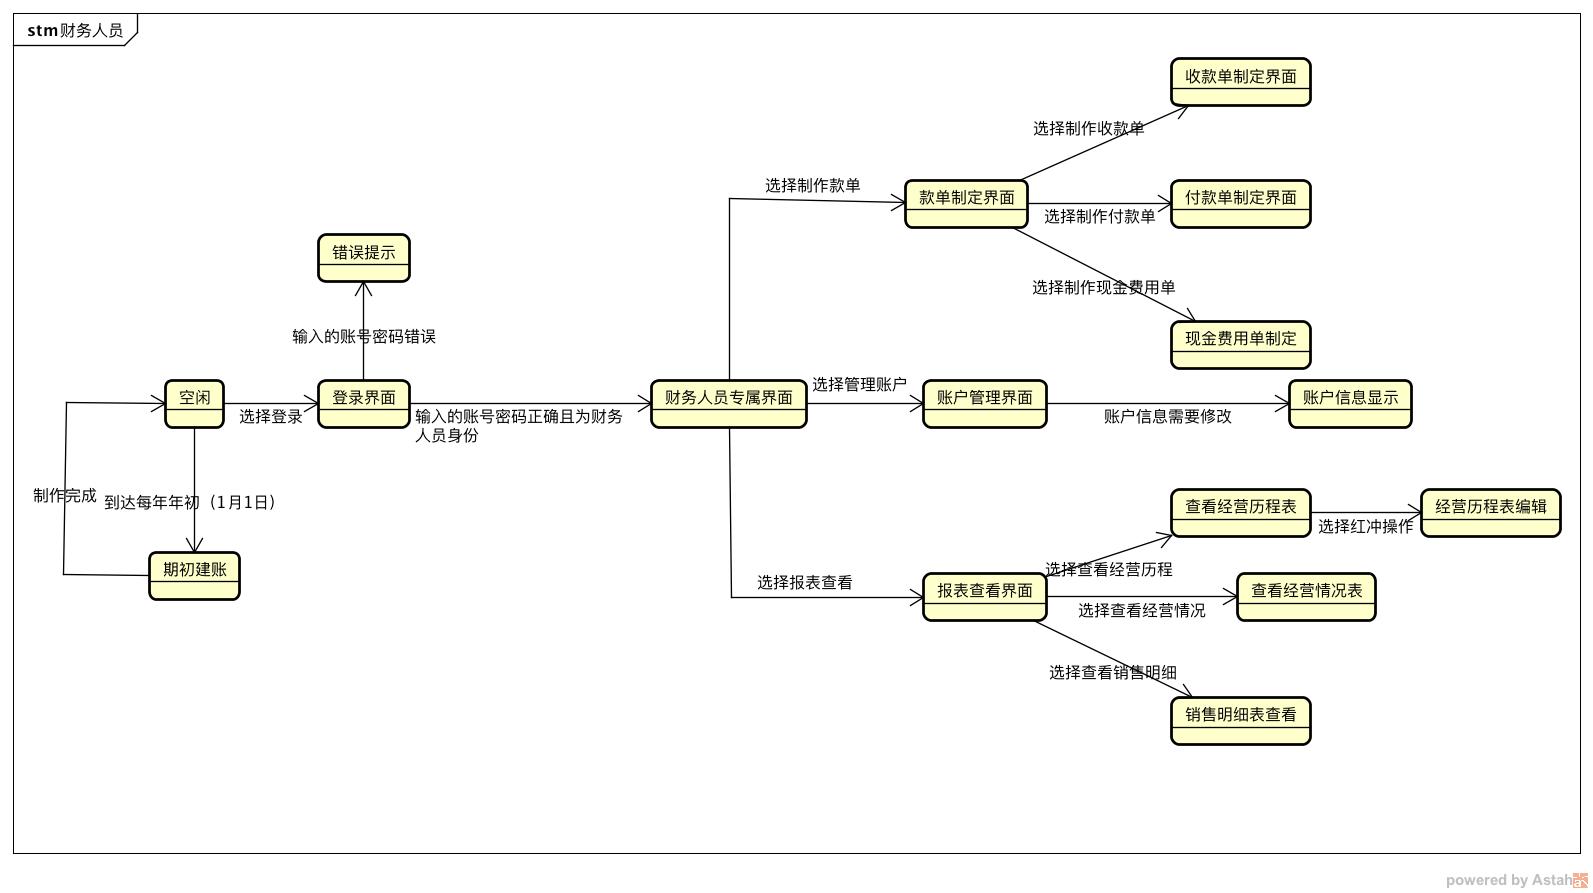 stm 财务人员
收款单制定界面
选择制作收款单
选择制作款单
款单制定界面
付款单制定界面
选择制作付款单
错误提示
选择制作现金费用单
输入的账号密码错误
现金费用单制定
空闲
选择登录
登录界面
输入的账号密码正确且为财务
人员身份
财务人员专属界面
选择管理账户
账户管理界面
账户信息需要修改
账户信息显示
制作完成
到达每年年初（1月1日）
查看经营历程表
选择红冲操作
经营历程表编辑
期初建账
选择报表查看
选择查看经营历程
报表查看界面
选择查看经营情况
查看经营情况表
选择查看销售明细
销售明细表查看
powered by Astah